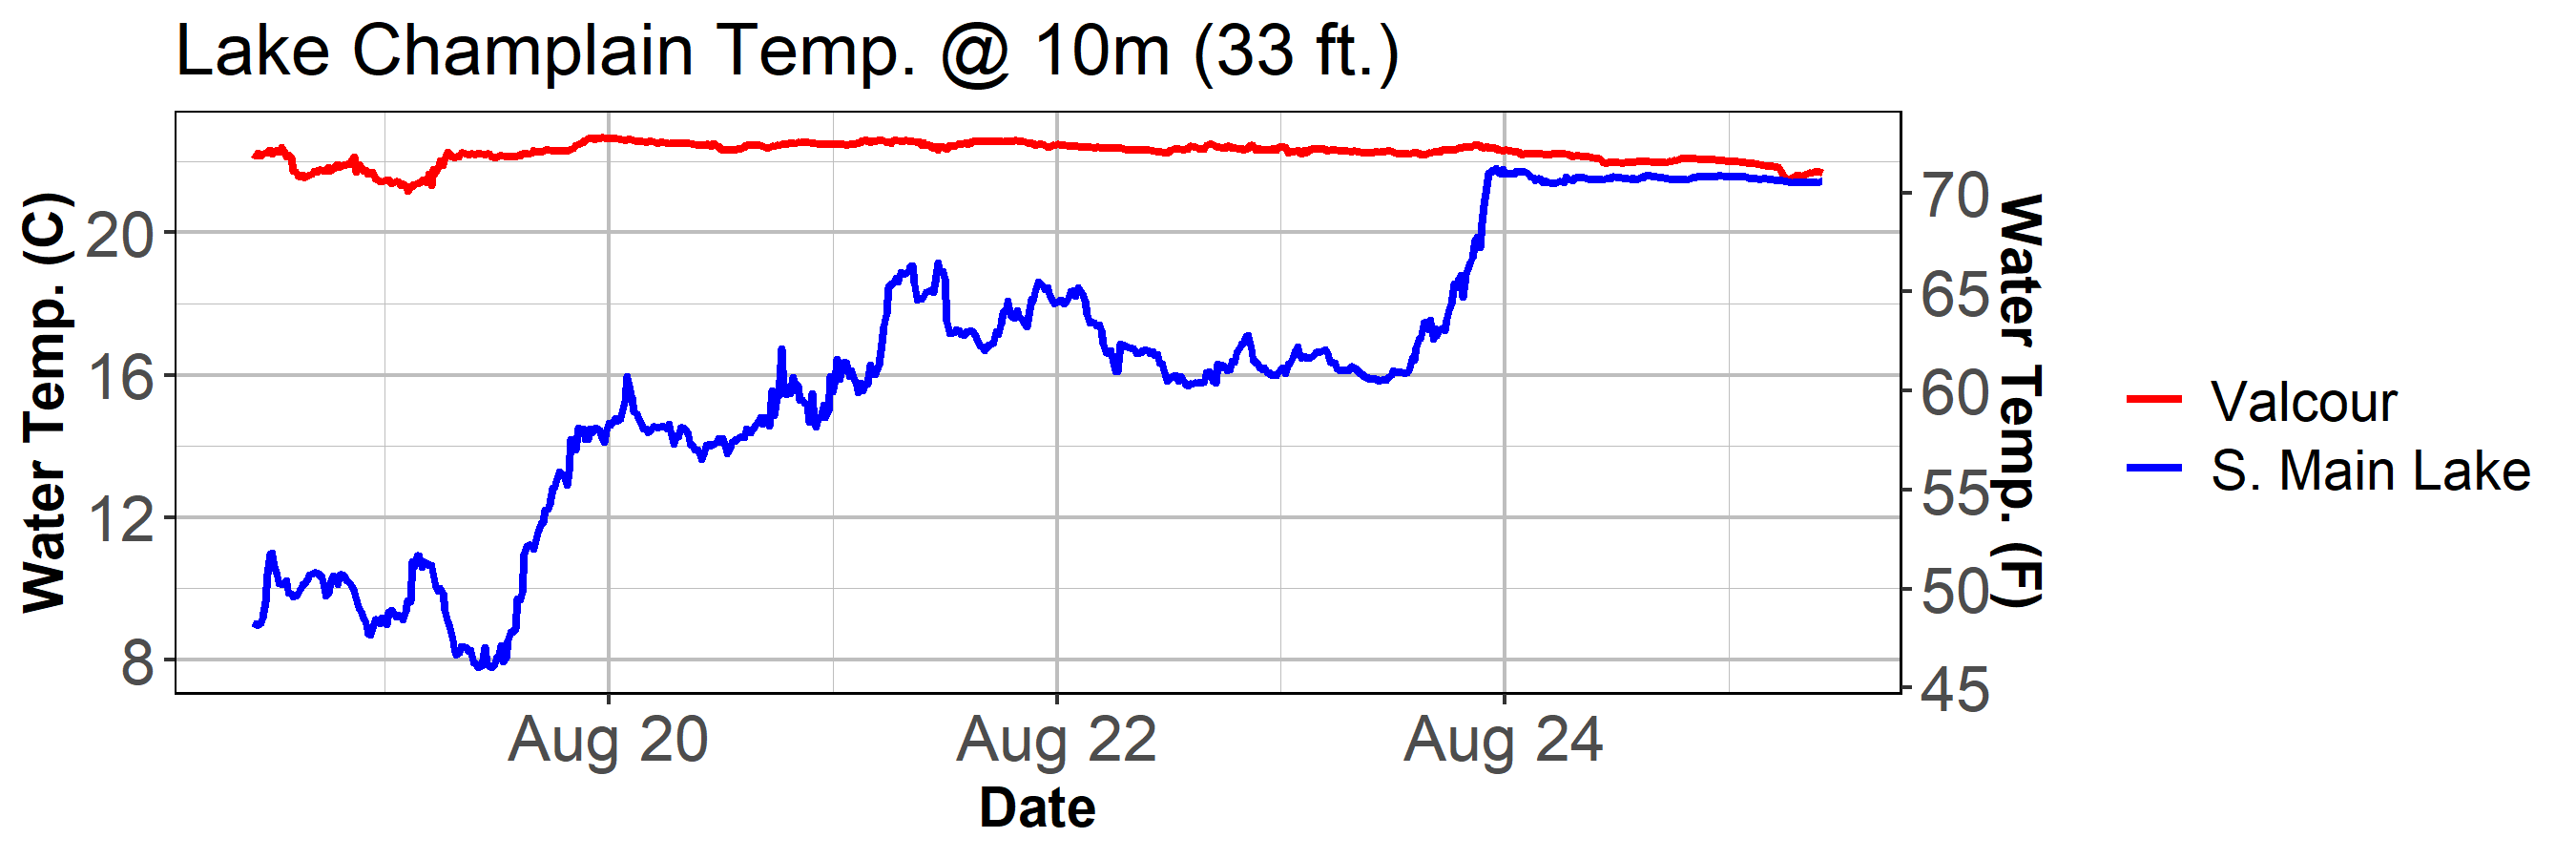 Lake Champlain Temp. @ 10m (33 ft.)
Water Temp. (C)
20
16
12
8
70
65
60
55
50
45
Water Temp. (F)
Aug 20
Aug 22
Aug 24
Date
Valcour
S. Main Lake